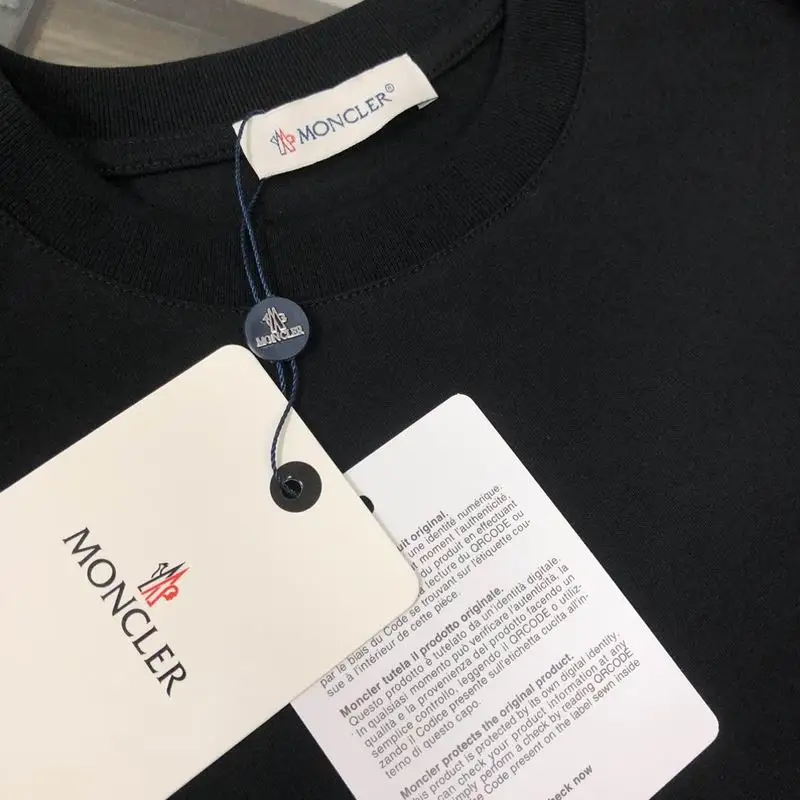 MONCLER®
MONCLER
MONCLER
original.
une identité numérique.
moment l'authenticité,
du produit en effectuant
lecture du QRCODE ou
par le biais du Code se trouvant sur l'étiquette cou-
sue à l'intérieur de cette pièce.
Moncler tutela il prodotto originale.
Questo prodotto è tutelato da un'identità digitale.
In qualsiasi momento può verificare l'autenticità, la
qualità e la provenienza del prodotto facendo un
semplice controllo, leggendo il QRCODE o utiliz-
zando il Codice presente sull'etichetta cucita all'in-
terno di questo capo.
Moncler protects the original product.
This product is protected by its own digital identity,
can check your product information at any
simply perform a check by reading QRCODE
Code present on the label sewn inside
check now